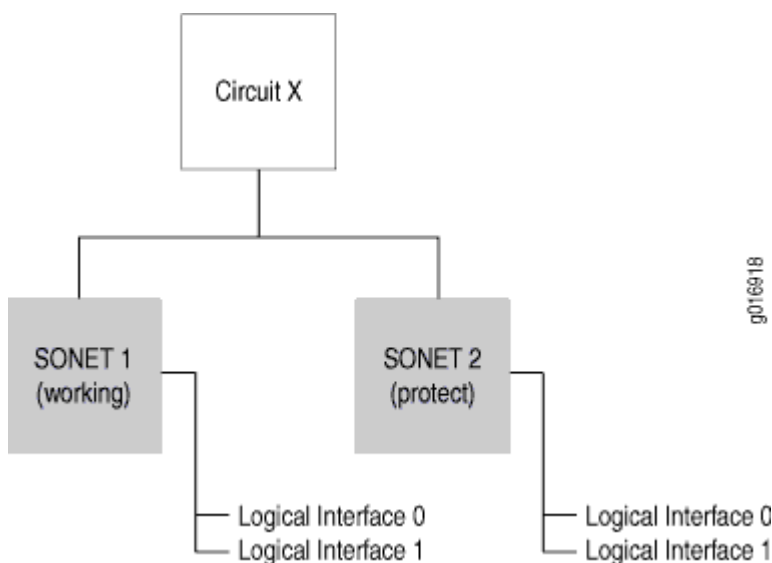 Circuit X
g016918
SONET 1
(working)
SONET 2
(protect)
Logical Interface 0
Logical Interface 1
Logical Interface 0
Logical Interface 1